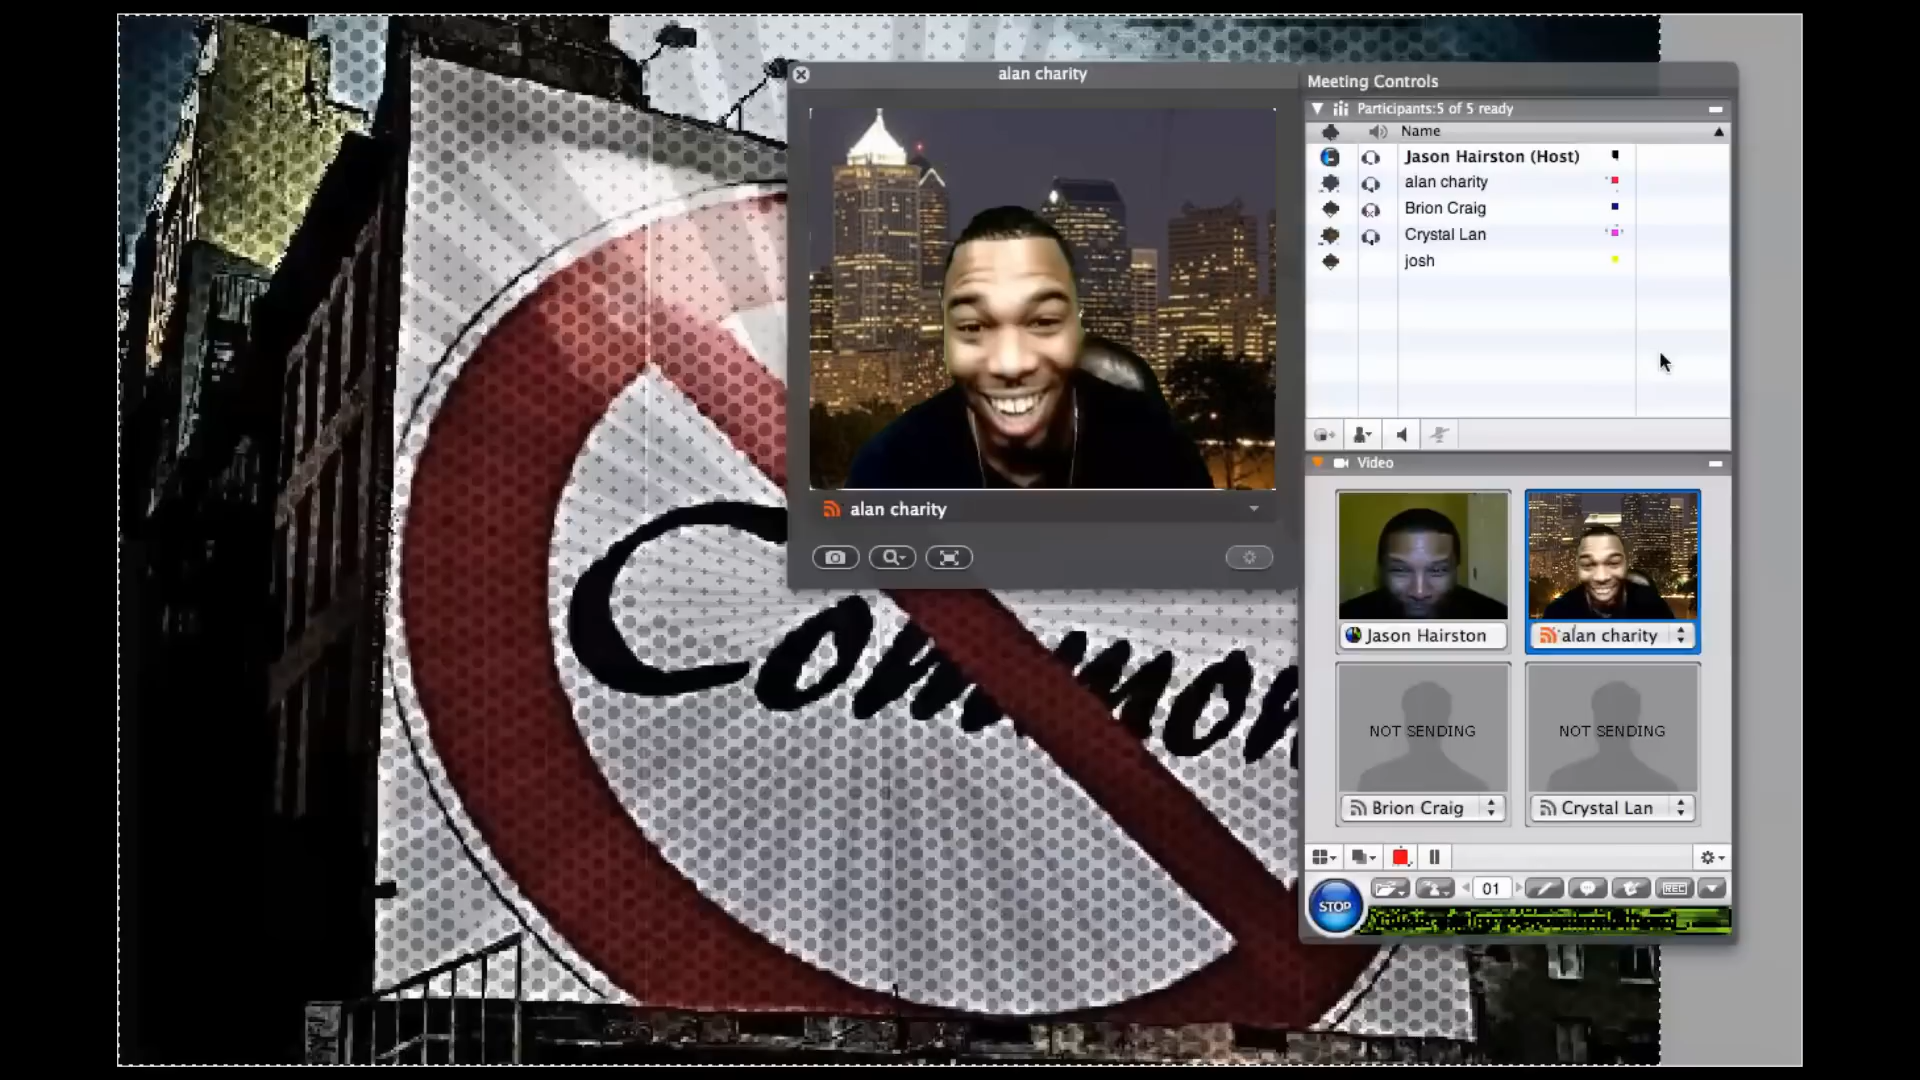 alan charity
alan charity
Common
Meeting Controls
Participants:5 of 5 ready
Name
Jason Hairston (Host)
alan charity
Brion Craig
Crystal Lan
josh
Video
Jason Hairston
alan charity
NOT SENDING
NOT SENDING
Brion Craig
Crystal Lan
01
REC
STOP